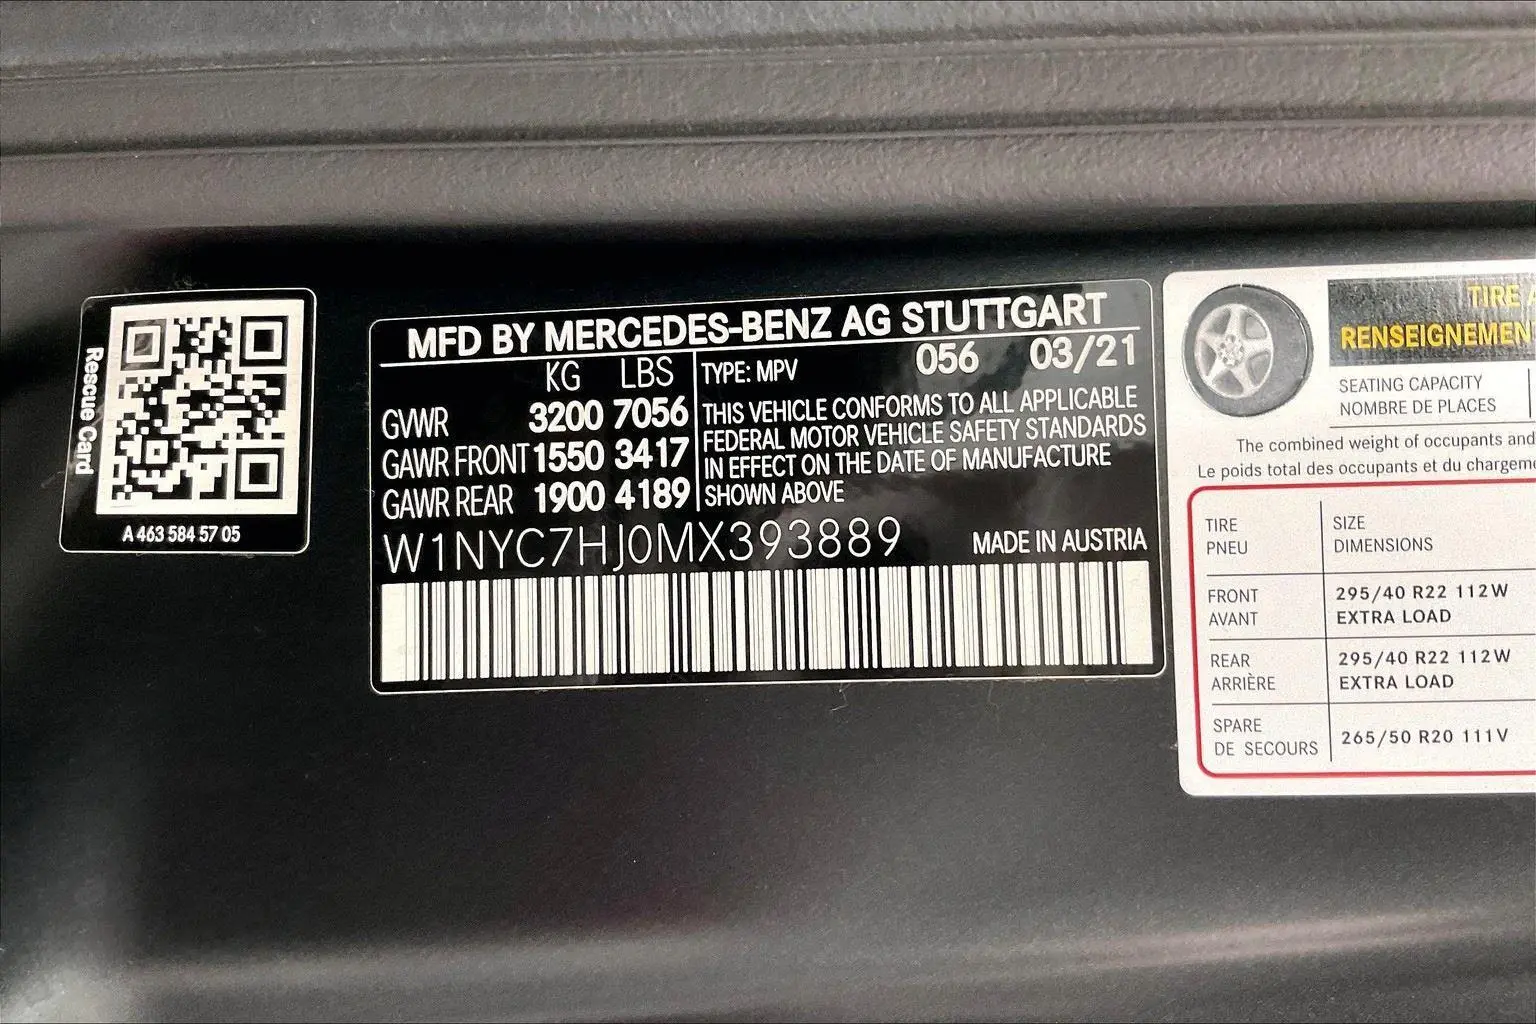 Rescue Card
A 463 584 57 05
MFD BY MERCEDES-BENZ AG STUTTGART
KG LBS
GVWR 3200 7056
GAWR FRONT 1550 3417
GAWR REAR 1900 4189
TYPE: MPV 056 03/21
THIS VEHICLE CONFORMS TO ALL APPLICABLE
FEDERAL MOTOR VEHICLE SAFETY STANDARDS
IN EFFECT ON THE DATE OF MANUFACTURE
SHOWN ABOVE
W1NYC7HJ0MX393889 MADE IN AUSTRIA
TIRE
RENSEIGNEMEN
SEATING CAPACITY
NOMBRE DE PLACES
The combined weight of occupants and
Le poids total des occupants et du chargeme
TIRE SIZE
PNEU DIMENSIONS
FRONT 295/40 R22 112W
AVANT EXTRA LOAD
REAR 295/40 R22 112W
ARRIÈRE EXTRA LOAD
SPARE
DE SECOURS 265/50 R20 111V